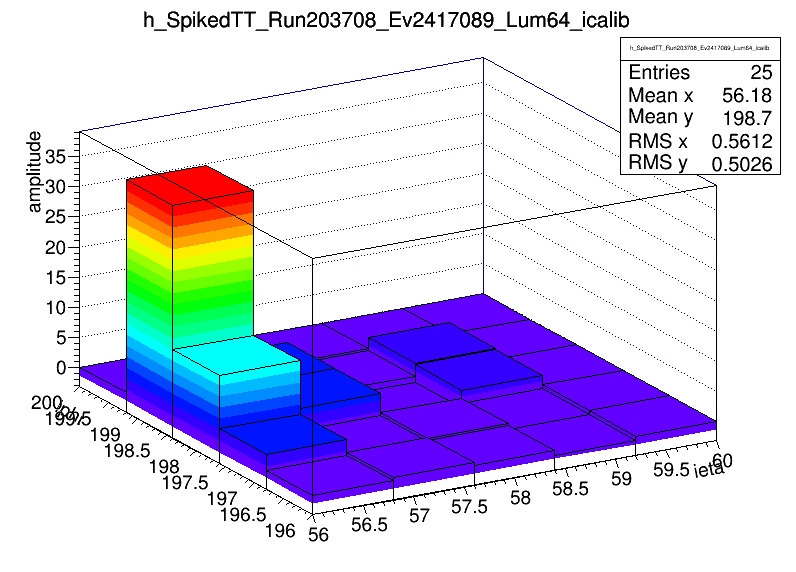 h_SpikedTT_Run203708_Ev2417089_Lum64_icalib
h_SpikedTT_Run203708_Ev2417089_Lum64_icalib
Entries 25
Mean x 56.18
Mean y 198.7
RMS x 0.5612
RMS y 0.5026
amplitude
35
30
25
20
15
10
5
0
200
199.5
199
198.5
198
197.5
197
196.5
196
56
56.5
57
57.5
58
58.5
59
59.5
60
ieta